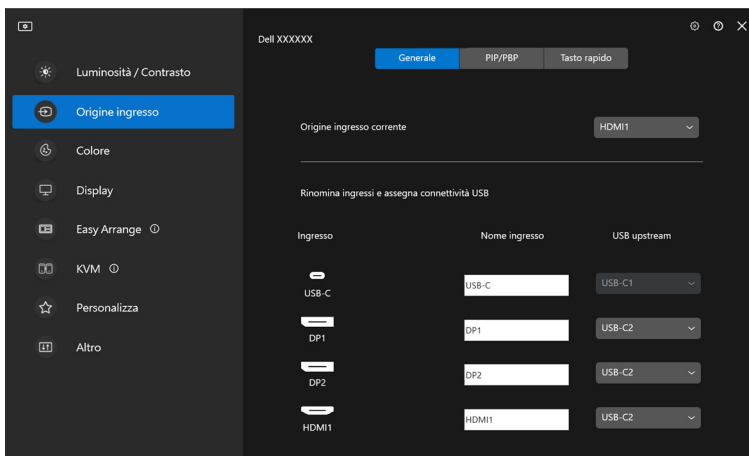 Dell XXXXXX
Generale PIP/PBP Tasto rapido
Luminosità / Contrasto
Origine ingresso
Colore
Display
Easy Arrange
KVM
Personalizza
Altro
Origine ingresso corrente HDMI1
Rinomina ingressi e assegna connettività USB
Ingresso Nome ingresso USB upstream
USB-C USB-C USB-C1
DP1 DP1 USB-C2
DP2 DP2 USB-C2
HDMI1 HDMI1 USB-C2